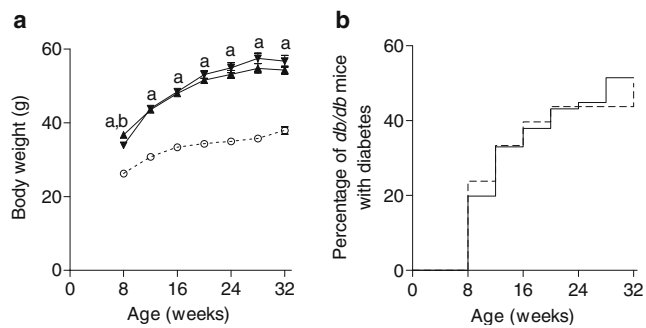 a
60
40
20
0
Body weight (g)
a,b
a
a
a
a
a
a
0
8
16
24
32
Age (weeks)
b
60
40
20
0
Percentage of db/db mice
with diabetes
0
8
16
24
32
Age (weeks)